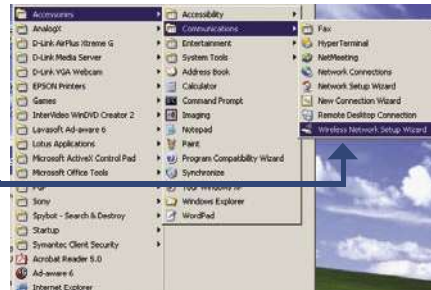 Accessories
AnalogX
D-Link AirPlus Xtreme G
D-Link Media Server
D-Link VGA Webcam
EPSON Printers
Games
InterVideo WinDVD Creator 2
Lavasoft Ad-aware 6
Lotus Applications
Microsoft ActiveX Control Pad
Microsoft Office Tools
PGP
Sony
Spybot - Search & Destroy
Startup
Symantec Client Security
Acrobat Reader 5.0
Ad-aware 6
Internet Explorer
Accessibility
Communications
Entertainment
System Tools
Address Book
Calculator
Command Prompt
Imaging
Notepad
Paint
Program Compatibility Wizard
Synchronize
Windows Explorer
WordPad
Fax
HyperTerminal
NetMeeting
Network Connections
Network Setup Wizard
New Connection Wizard
Remote Desktop Connection
Wireless Network Setup Wizard